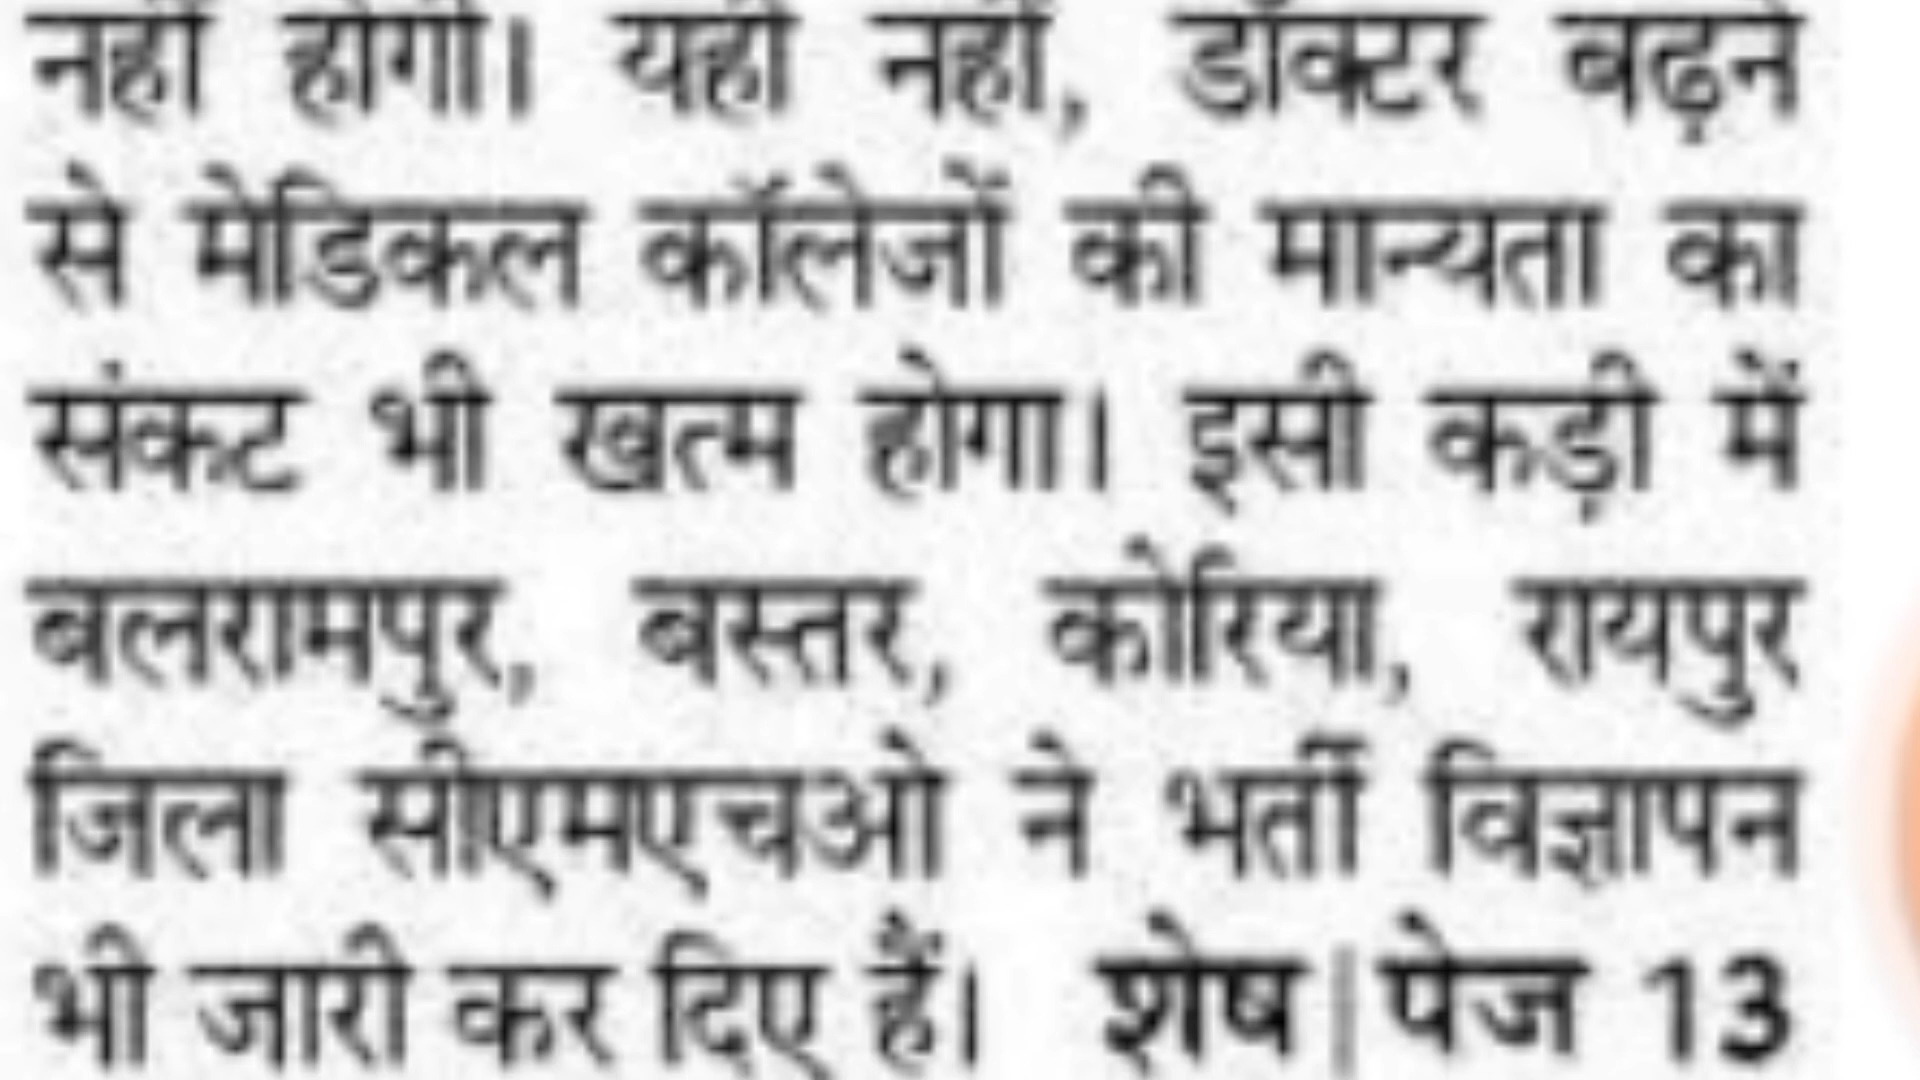 नहीं होगी। यही नहीं, डॉक्टर बढ़ने
से मेडिकल कॉलेजों की मान्यता का
संकट भी खत्म होगा। इसी कड़ी में
बलरामपुर, बस्तर, कोरिया, रायपुर
जिला सीएमएचओ ने भर्ती विज्ञापन
भी जारी कर दिए हैं। शेष|पेज 13